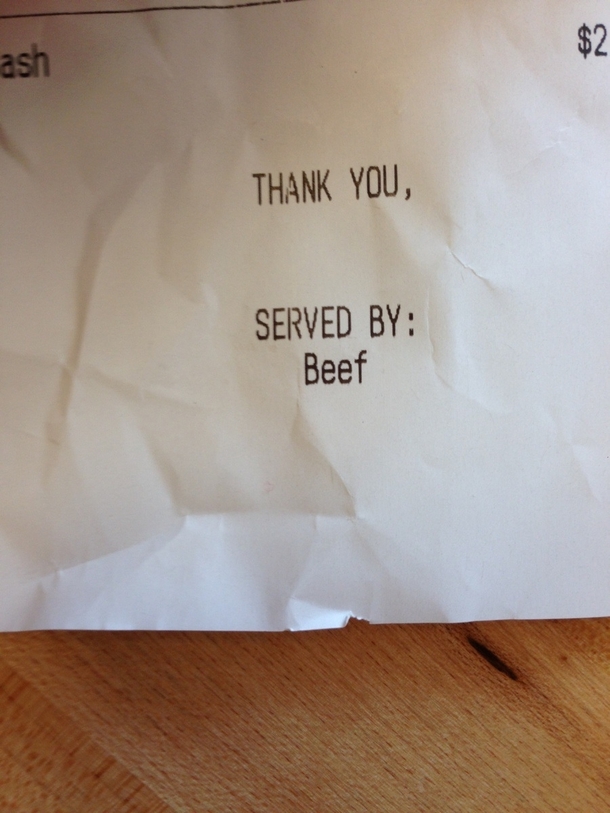 ash $2
THANK YOU,
SERVED BY:
Beef